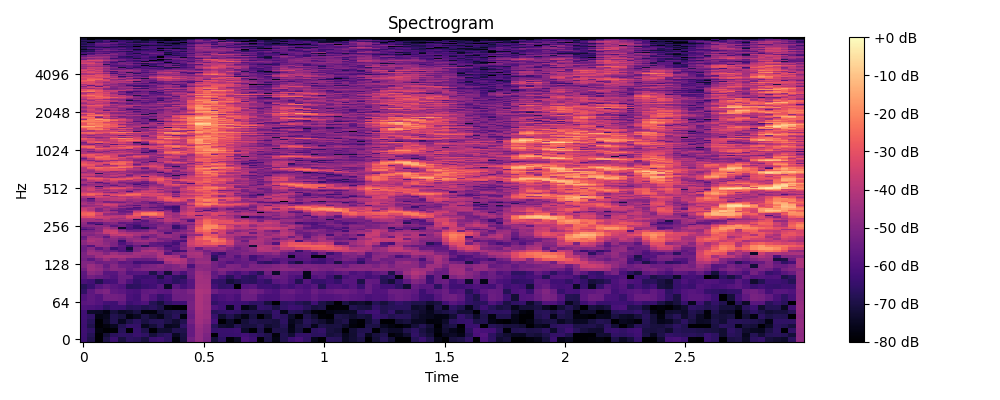 Spectrogram
Hz
4096
2048
1024
512
256
128
64
0
0 0.5 1 1.5 2 2.5
Time
+0 dB
-10 dB
-20 dB
-30 dB
-40 dB
-50 dB
-60 dB
-70 dB
-80 dB